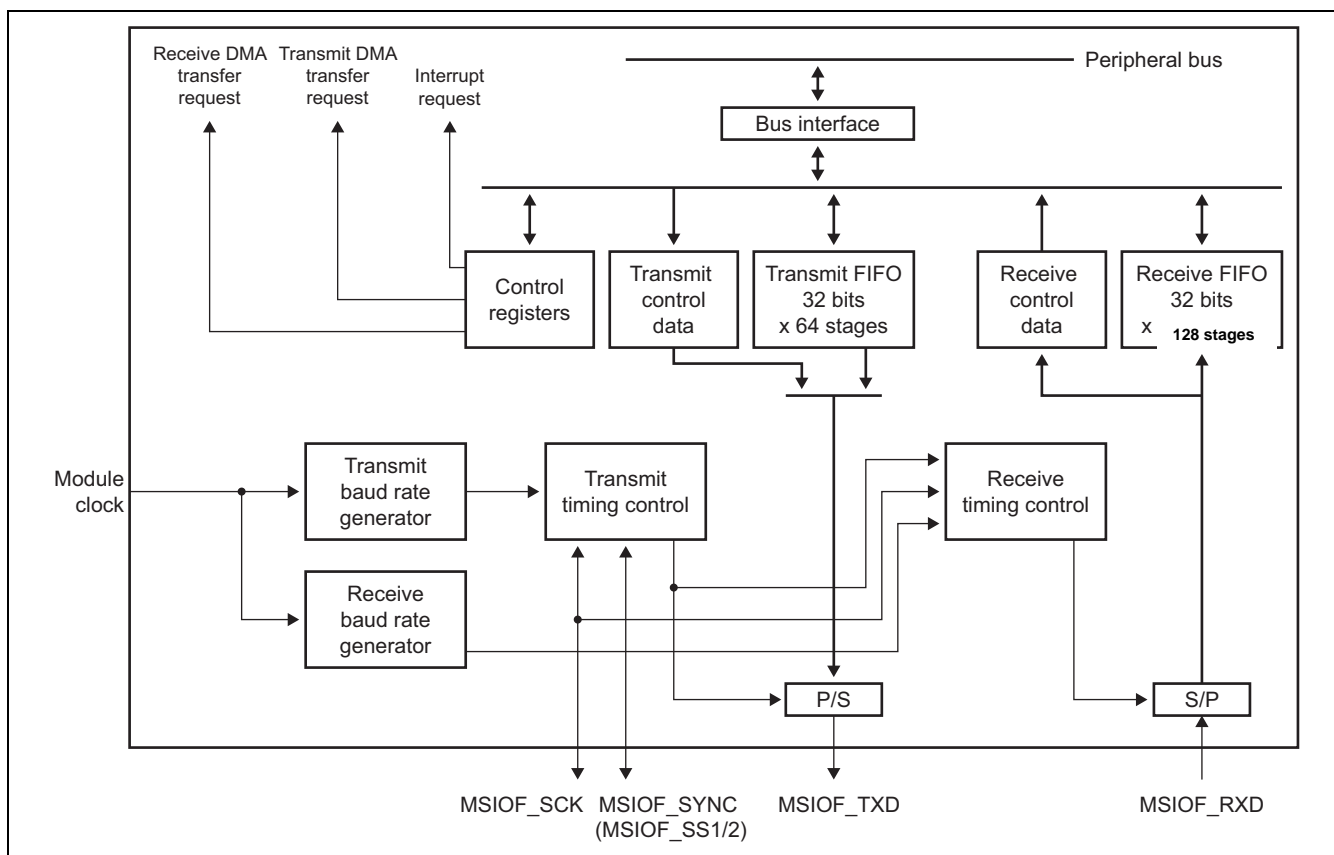 Receive DMA
transfer
request
Transmit DMA
transfer
request
Interrupt
request
Peripheral bus
Bus interface
Control
registers
Transmit
control
data
Transmit FIFO
32 bits
x 64 stages
Receive
control
data
Receive FIFO
32 bits
x 128 stages
Module
clock
Transmit
baud rate
generator
Transmit
timing control
Receive
timing control
Receive
baud rate
generator
P/S
S/P
MSIOF_SCK
MSIOF_SYNC
(MSIOF_SS1/2)
MSIOF_TXD
MSIOF_RXD